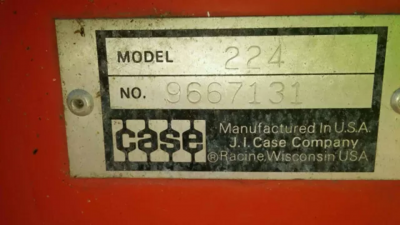 MODEL 224
NO. 9667131
case
Manufactured In U.S.A.
J.I. Case Company
® Racine, Wisconsin USA